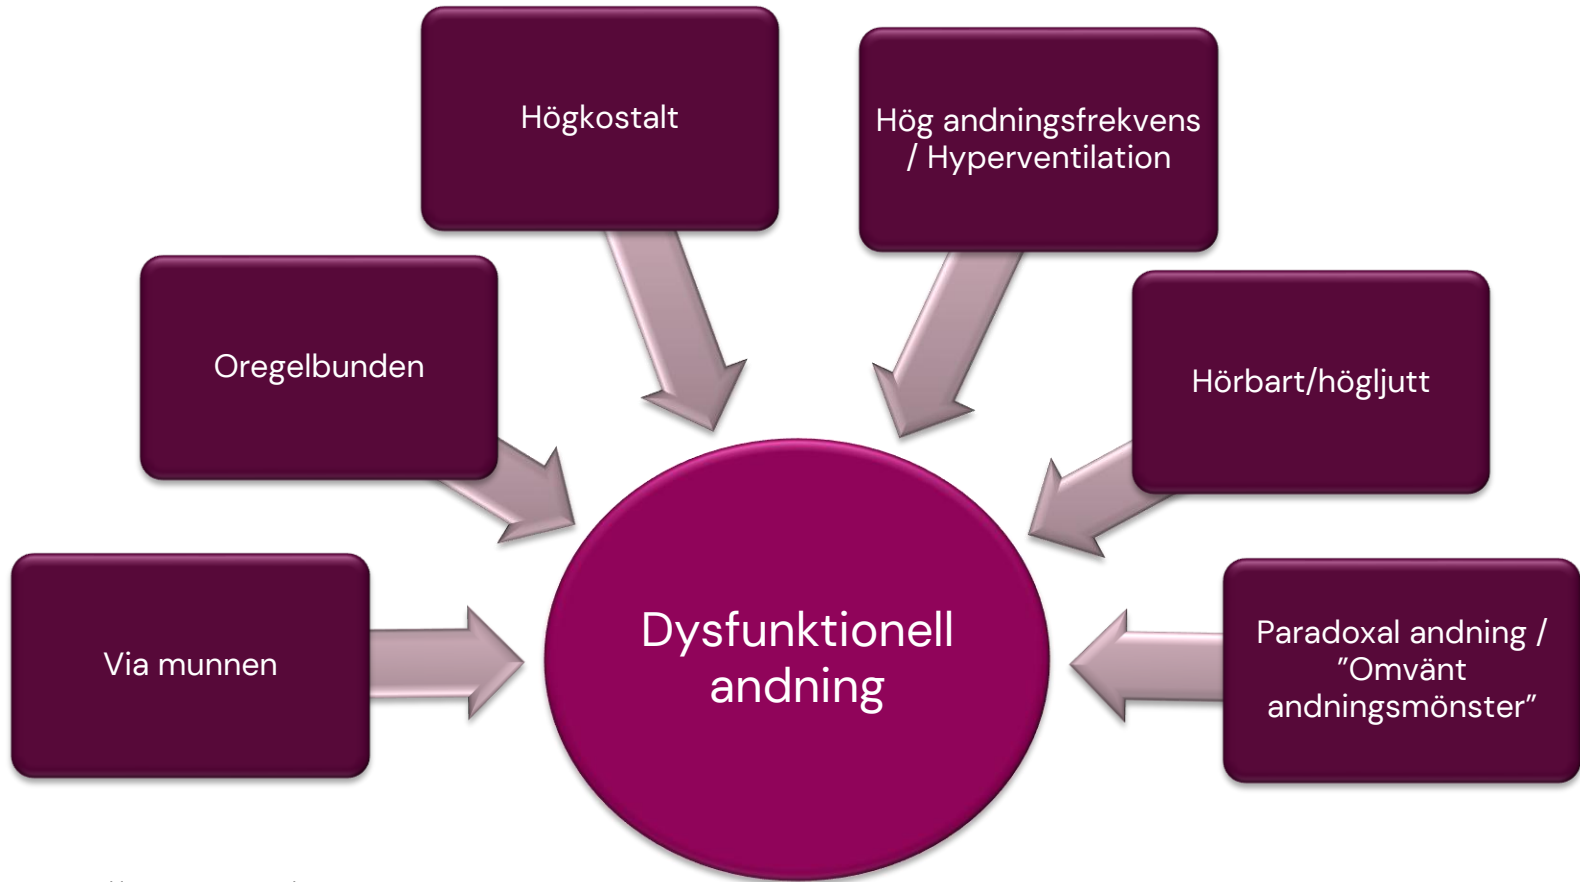 Högkostalt
Hög andningsfrekvens
/ Hyperventilation
Oregelbunden
Hörbart/högljutt
Via munnen
Dysfunktionell
andning
Paradoxal andning /
”Omvänt
andningsmönster”